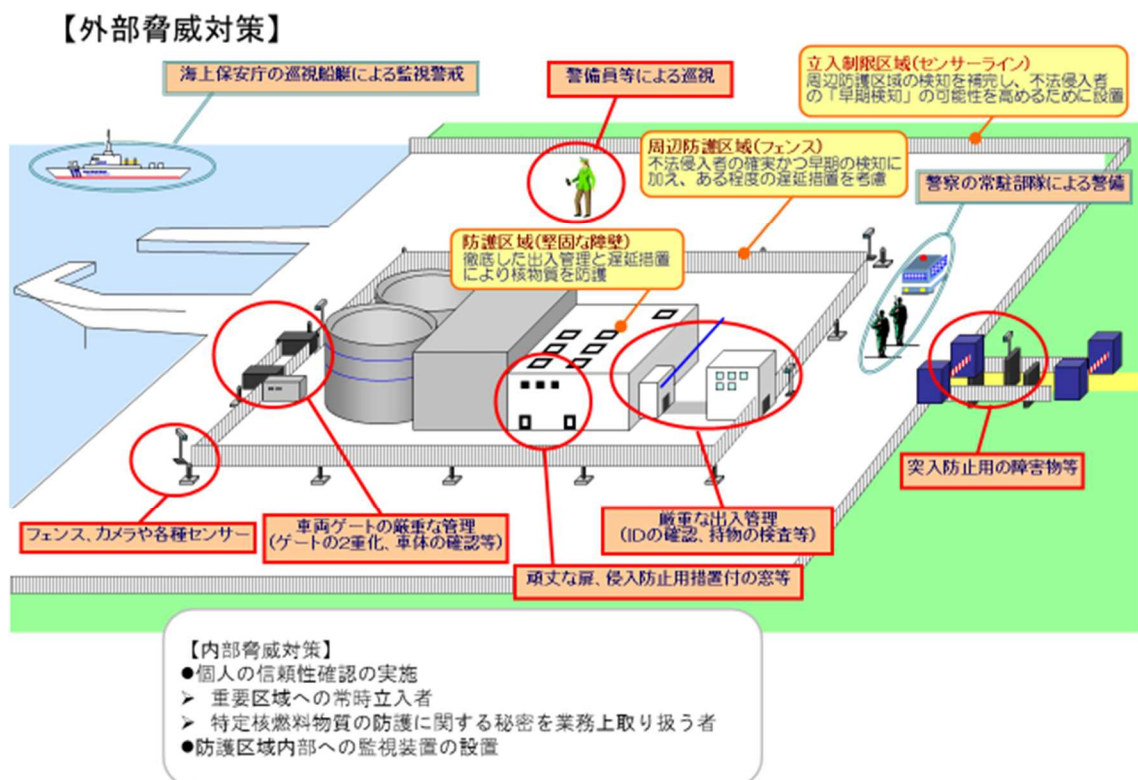 【外部脅威対策】
海上保安庁の巡視船艇による監視警戒
警備員等による巡視
立入制限区域(センサーライン)
周辺防護区域の検知を補完し、不法侵入者
の「早期検知」の可能性を高めるために設置
周辺防護区域(フェンス)
不法侵入者の確実かつ早期の検知に
加え、ある程度の遅延措置を考慮
警察の常駐部隊による警備
防護区域(堅固な障壁)
徹底した出入管理と遅延措置
により核物質を防護
突入防止用の障害物等
フェンス、カメラや各種センサー
車両ゲートの厳重な管理
(ゲートの2重化、車体の確認等)
厳重な出入管理
(IDの確認、持物の検査等)
頑丈な扉、侵入防止用措置付の窓等
【内部脅威対策】
●個人の信頼性確認の実施
➢ 重要区域への常時立入者
➢ 特定核燃料物質の防護に関する秘密を業務上取り扱う者
●防護区域内部への監視装置の設置